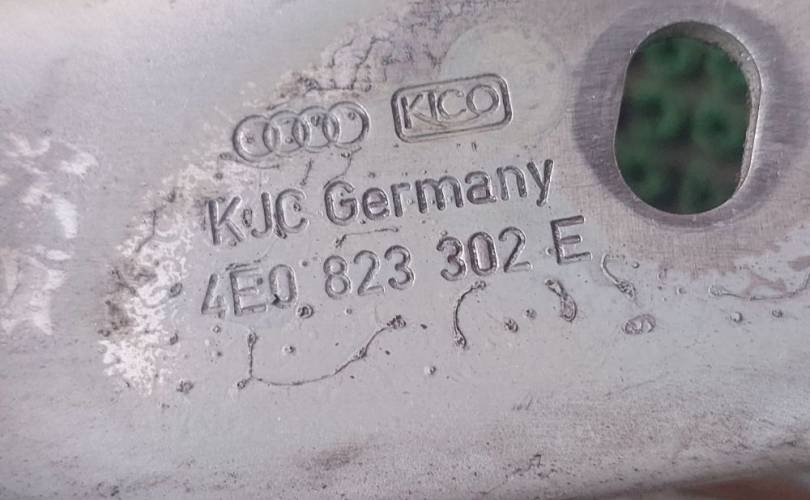 KICO
KJC Germany
4E0 823 302 E